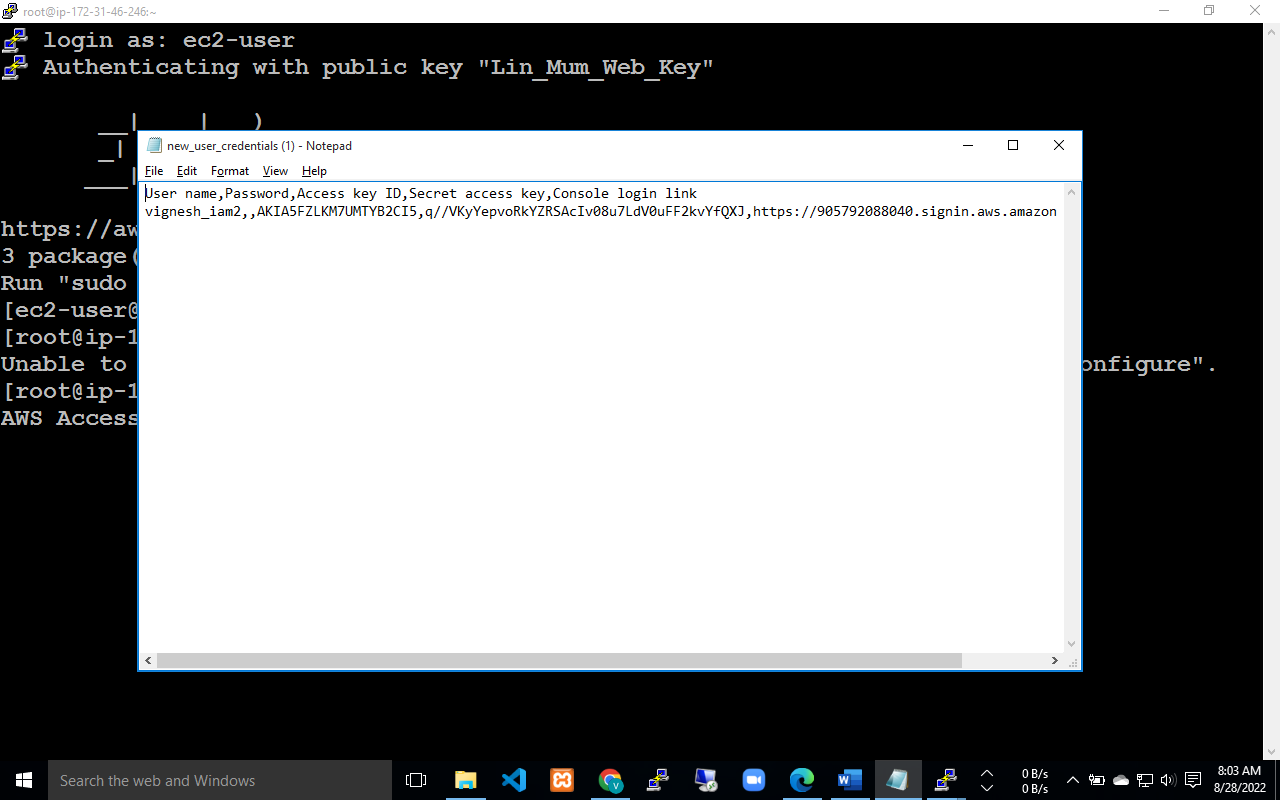 root@ip-172-31-46-246:~
login as: ec2-user
Authenticating with public key "Lin_Mum_Web_Key"
new_user_credentials (1) - Notepad
File Edit Format View Help
User name,Password,Access key ID,Secret access key,Console login link
vignesh_iam2,,AKIA5FZLKM7UMTYB2CI5,q//VKyYepvoRkYZRSAcIv08u7LdV0uFF2kvYfQXJ,https://905792088040.signin.aws.amazon
https://aw
3 package(
Run "sudo
[ec2-user@
[root@ip-1
Unable to onfigure".
[root@ip-1
AWS Access
Search the web and Windows
0 B/s
0 B/s
8:03 AM
8/28/2022